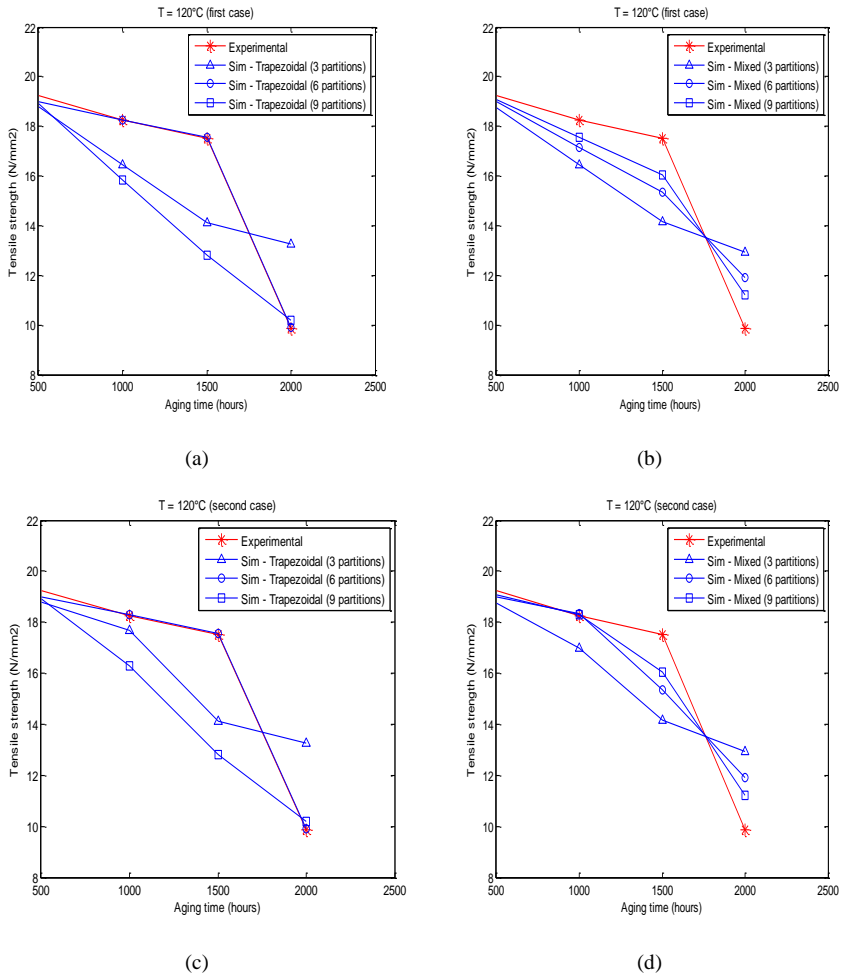 T = 120°C (first case)
22
20
18
16
14
12
10
8
500
1000
1500
2000
2500
Tensile strength (N/mm2)
Aging time (hours)
Experimental
Sim - Trapezoidal (3 partitions)
Sim - Trapezoidal (6 partitions)
Sim - Trapezoidal (9 partitions)
(a)
T = 120°C (first case)
22
20
18
16
14
12
10
8
500
1000
1500
2000
2500
Tensile strength (N/mm2)
Aging time (hours)
Experimental
Sim - Mixed (3 partitions)
Sim - Mixed (6 partitions)
Sim - Mixed (9 partitions)
(b)
T = 120°C (second case)
22
20
18
16
14
12
10
8
500
1000
1500
2000
2500
Tensile strength (N/mm2)
Aging time (hours)
Experimental
Sim - Trapezoidal (3 partitions)
Sim - Trapezoidal (6 partitions)
Sim - Trapezoidal (9 partitions)
(c)
T = 120°C (second case)
22
20
18
16
14
12
10
8
500
1000
1500
2000
2500
Tensile strength (N/mm2)
Aging time (hours)
Experimental
Sim - Mixed (3 partitions)
Sim - Mixed (6 partitions)
Sim - Mixed (9 partitions)
(d)